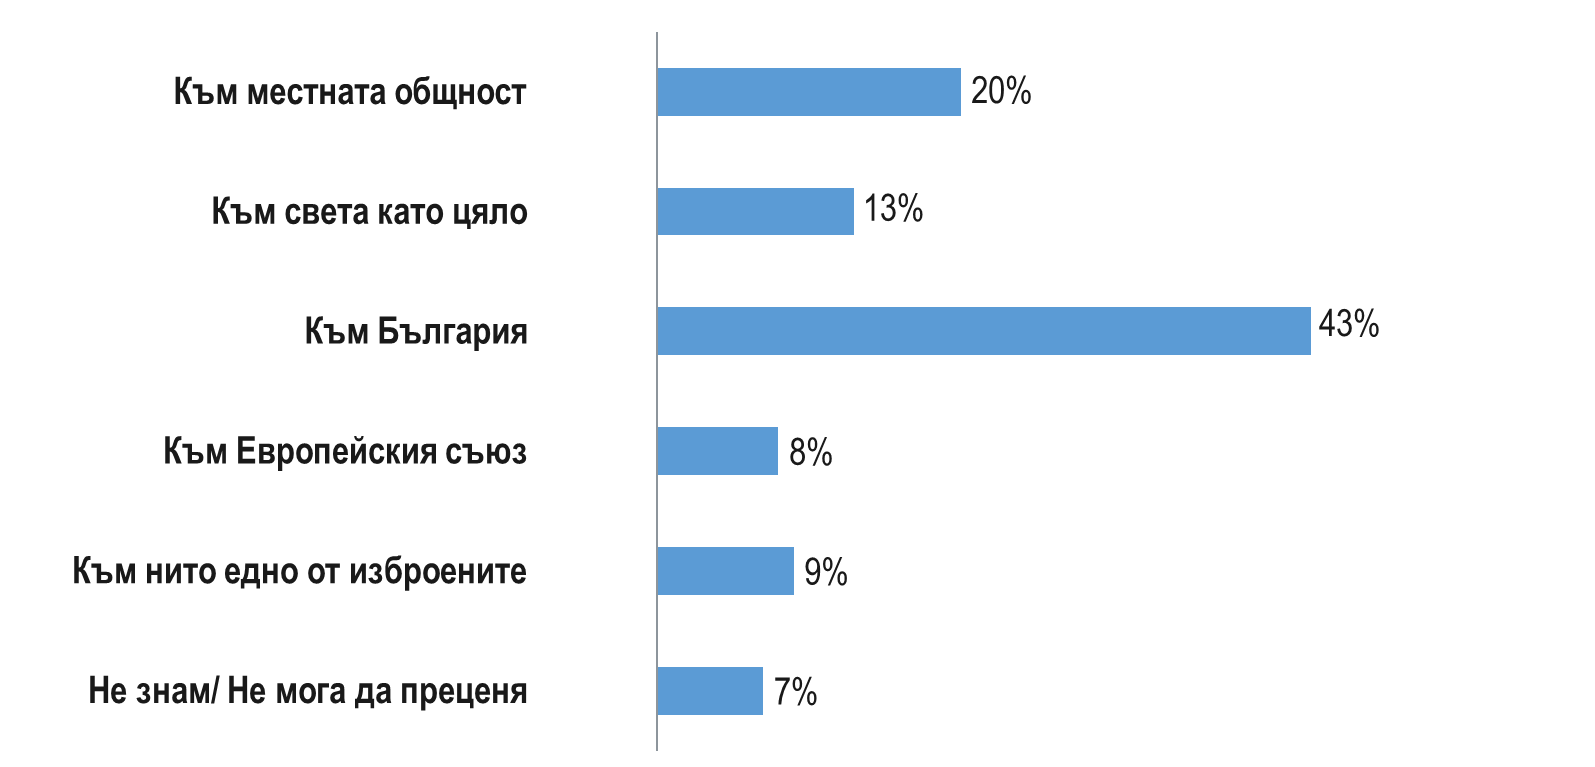 Към местната общност 20%
Към света като цяло 13%
Към България 43%
Към Европейския съюз 8%
Към нито едно от изброените 9%
Не знам/ Не мога да преценя 7%